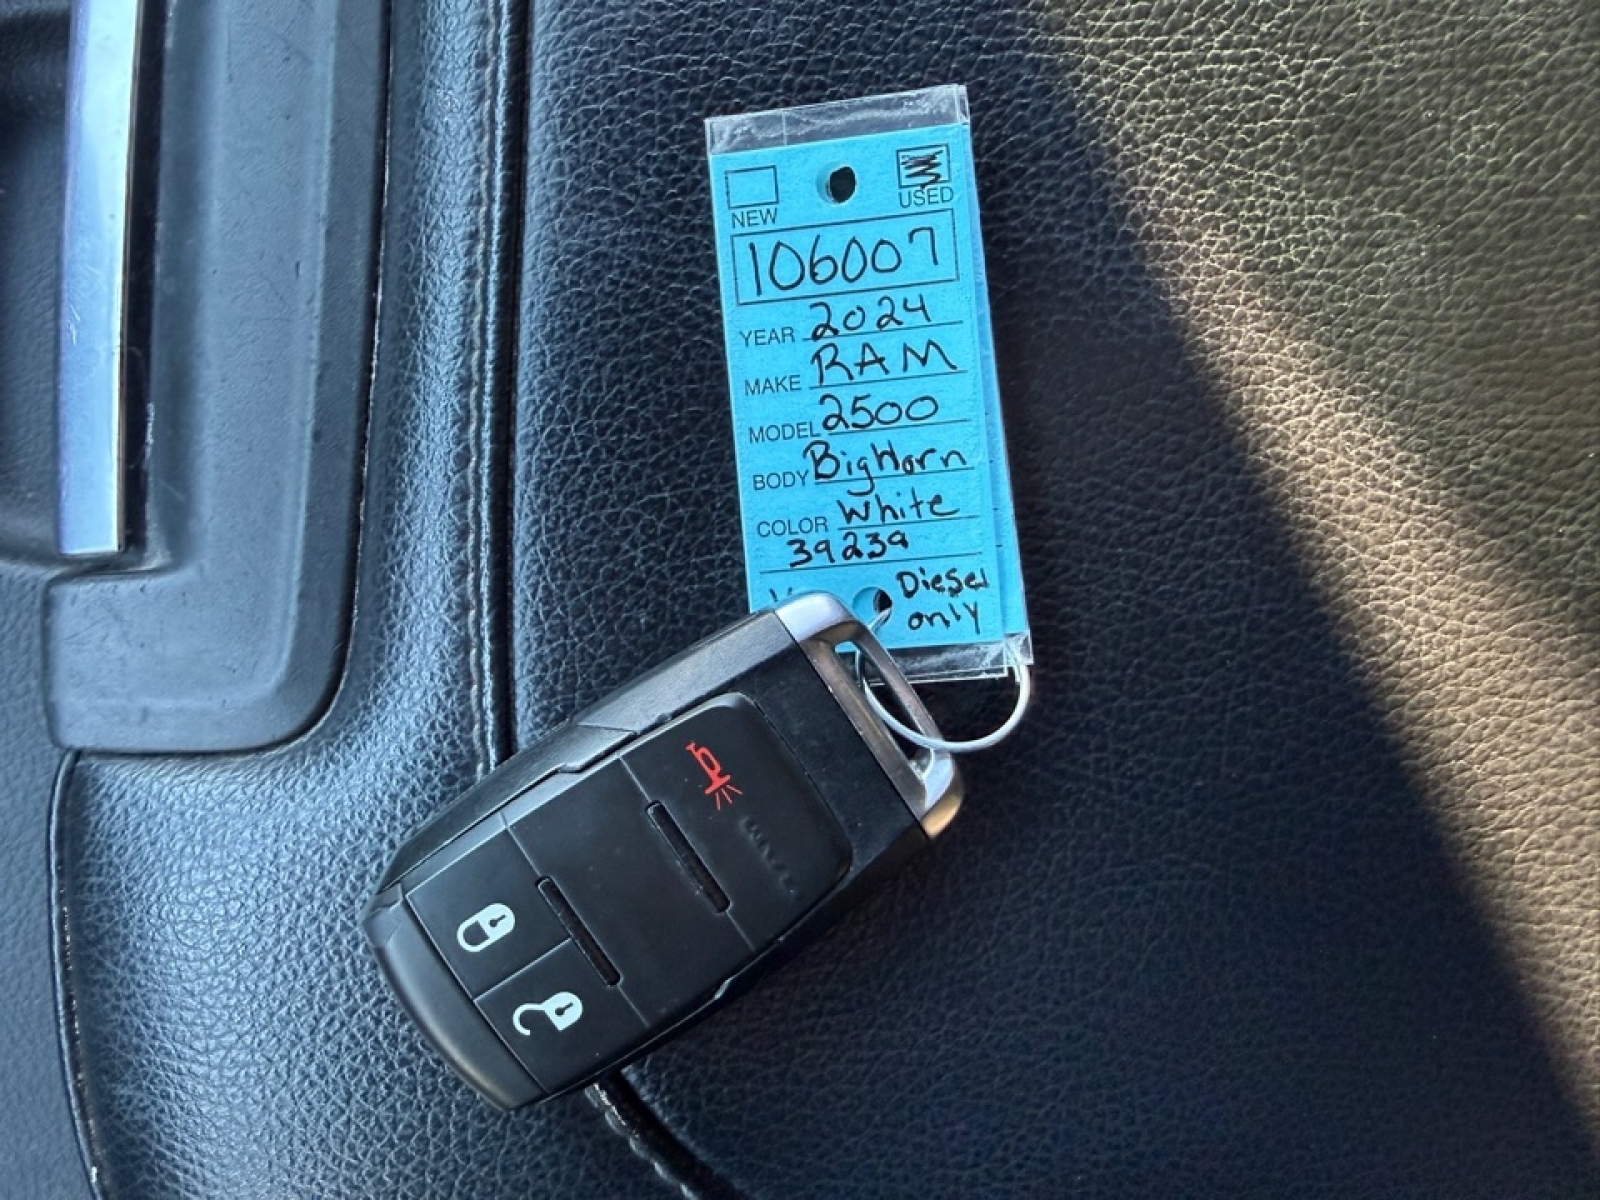 NEW USED
106007
YEAR 2024
MAKE RAM
MODEL 2500
BODY BigHorn
COLOR White
39239
Diesel
only